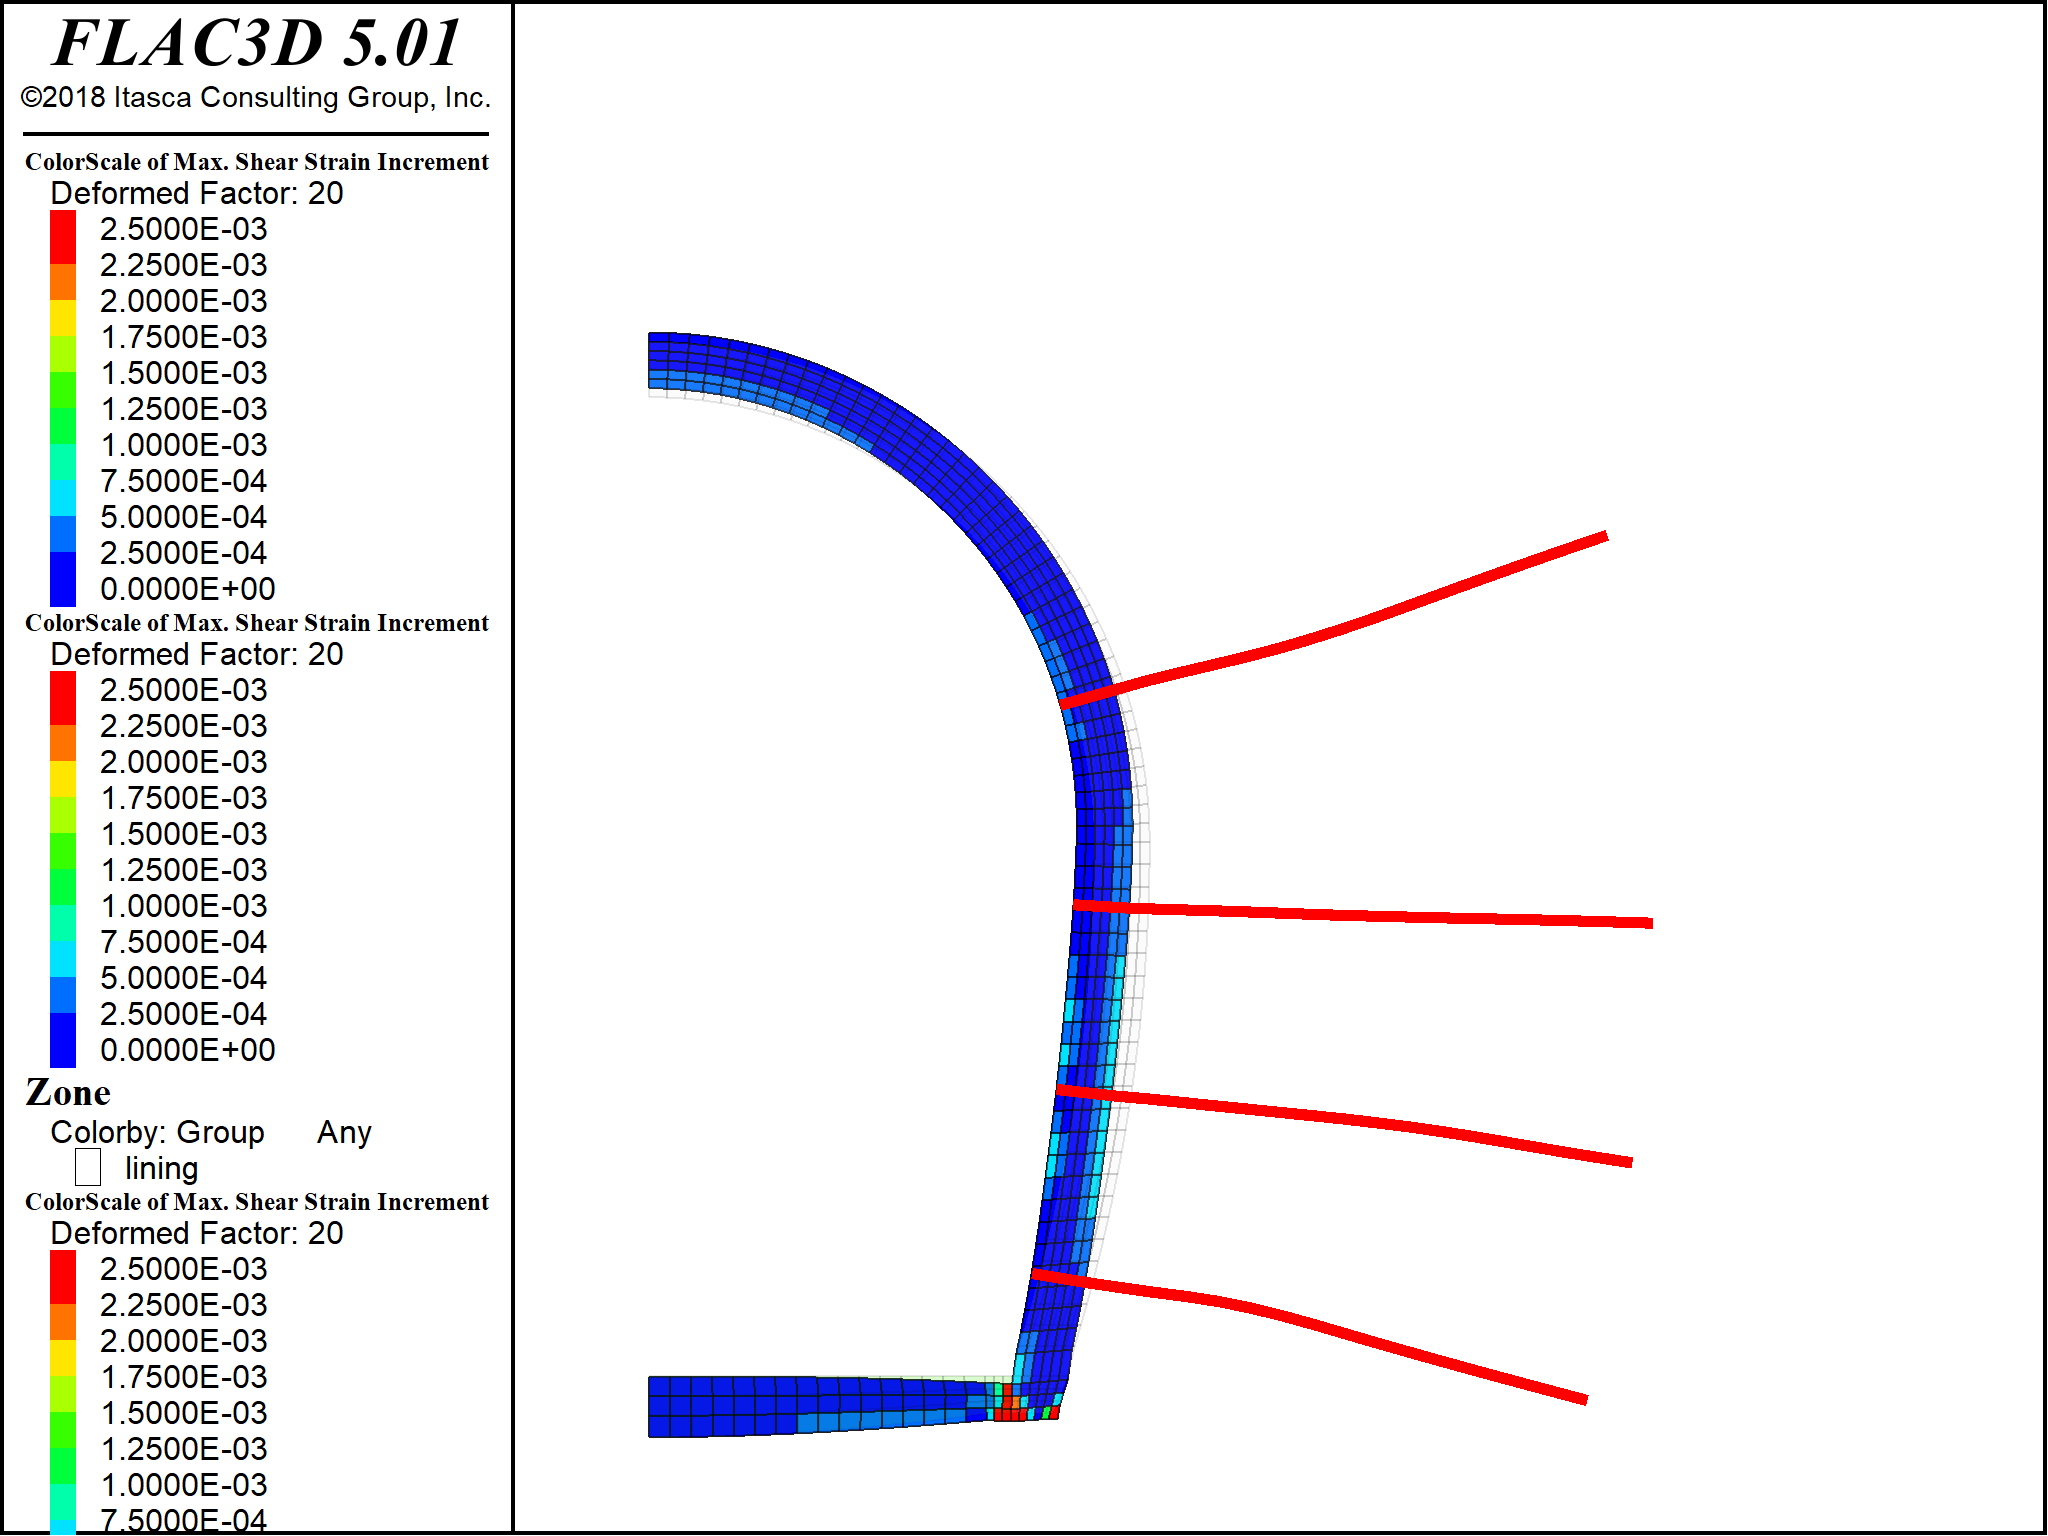 FLAC3D 5.01
©2018 Itasca Consulting Group, Inc.
ColorScale of Max. Shear Strain Increment
Deformed Factor: 20
2.5000E-03
2.2500E-03
2.0000E-03
1.7500E-03
1.5000E-03
1.2500E-03
1.0000E-03
7.5000E-04
5.0000E-04
2.5000E-04
0.0000E+00
ColorScale of Max. Shear Strain Increment
Deformed Factor: 20
2.5000E-03
2.2500E-03
2.0000E-03
1.7500E-03
1.5000E-03
1.2500E-03
1.0000E-03
7.5000E-04
5.0000E-04
2.5000E-04
0.0000E+00
Zone
Colorby: Group Any
lining
ColorScale of Max. Shear Strain Increment
Deformed Factor: 20
2.5000E-03
2.2500E-03
2.0000E-03
1.7500E-03
1.5000E-03
1.2500E-03
1.0000E-03
7.5000E-04